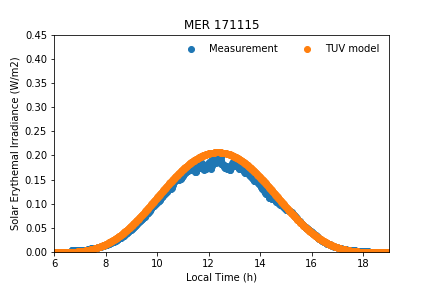 MER 171115
Measurement
TUV model
Solar Erythemal Irradiance (W/m2)
0.45
0.40
0.35
0.30
0.25
0.20
0.15
0.10
0.05
0.00
6 8 10 12 14 16 18
Local Time (h)